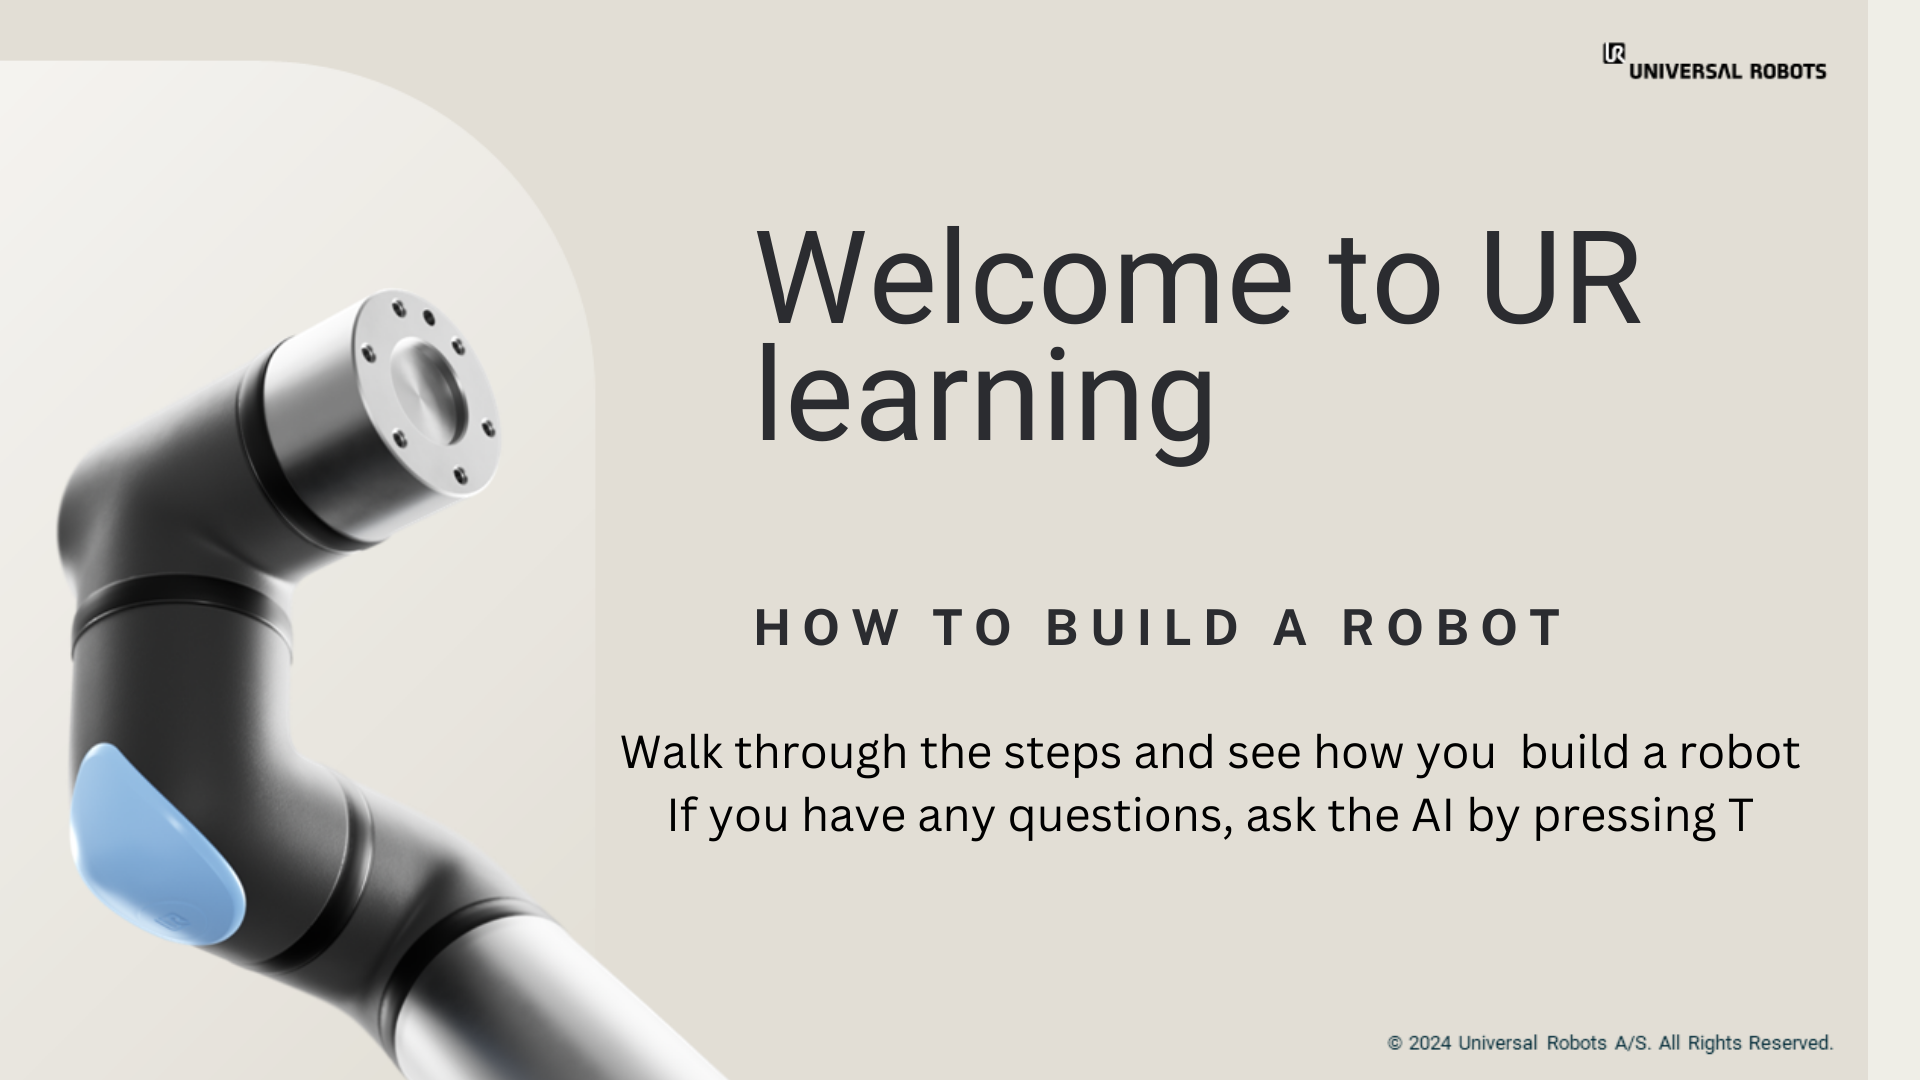 UR
UNIVERSAL ROBOTS
Welcome to UR
learning
HOW TO BUILD A ROBOT
Walk through the steps and see how you  build a robot
If you have any questions, ask the AI by pressing T
© 2024 Universal Robots A/S. All Rights Reserved.